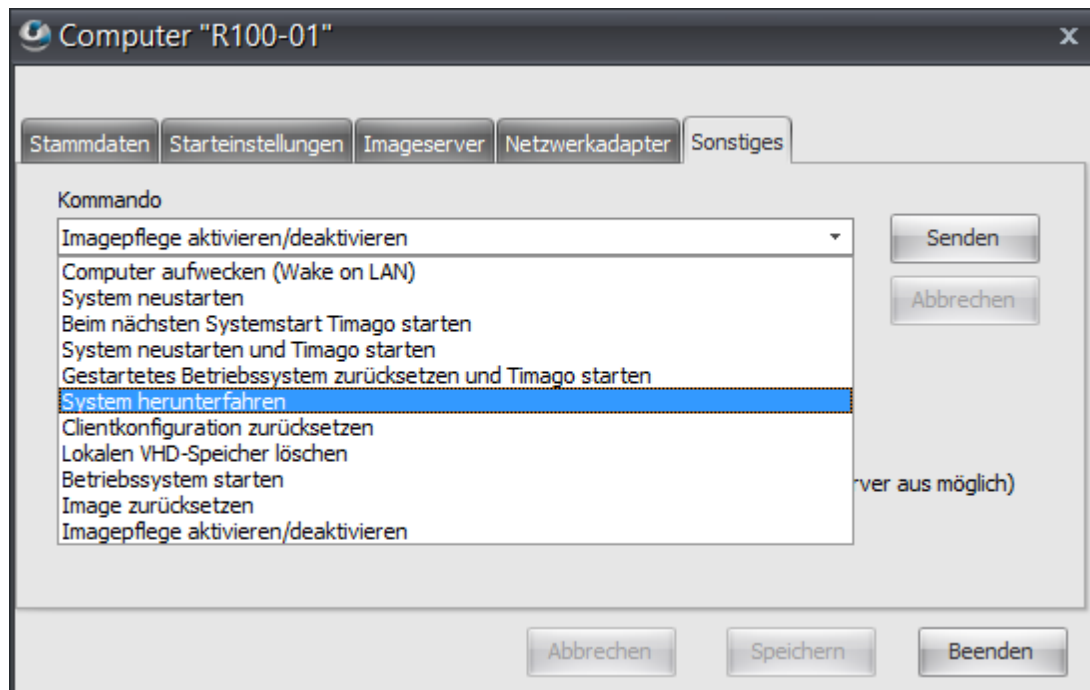 Computer "R100-01"
x
Stammdaten Starteinstellungen Imageserver Netzwerkadapter Sonstiges
Kommando
Imagepflege aktivieren/deaktivieren
Senden
Computer aufwecken (Wake on LAN)
System neustarten
Abbrechen
Beim nächsten Systemstart Timago starten
System neustarten und Timago starten
Gestartetes Betriebssystem zurücksetzen und Timago starten
System herunterfahren
Clientkonfiguration zurücksetzen
Lokalen VHD-Speicher löschen
Betriebssystem starten
rver aus möglich)
Image zurücksetzen
Imagepflege aktivieren/deaktivieren
Abbrechen Speichern Beenden